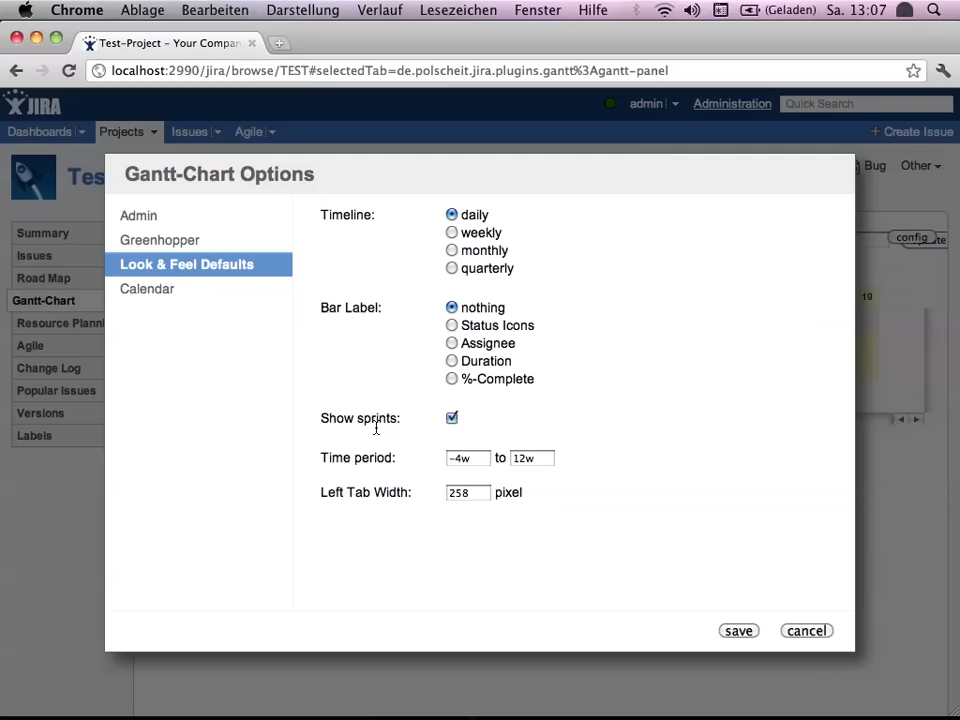 Chrome Ablage Bearbeiten Darstellung Verlauf Lesezeichen Fenster Hilfe (Geladen) Sa. 13:07
Test-Project - Your Compan
localhost:2990/jira/browse/TEST#selectedTab=de.polscheit.jira.plugins.gantt%3Agantt-panel
JIRA admin Administration Quick Search
Dashboards Projects Issues Agile + Create Issue
Tes Bug Other
Gantt-Chart Options
Summary
Issues
Road Map
Gantt-Chart
Resource Planni
Agile
Change Log
Popular Issues
Versions
Labels
config
19
Admin
Greenhopper
Look & Feel Defaults
Calendar
Timeline: daily
weekly
monthly
quarterly
Bar Label: nothing
Status Icons
Assignee
Duration
%-Complete
Show sprints:
Time period: -4w to 12w
Left Tab Width: 258 pixel
save cancel